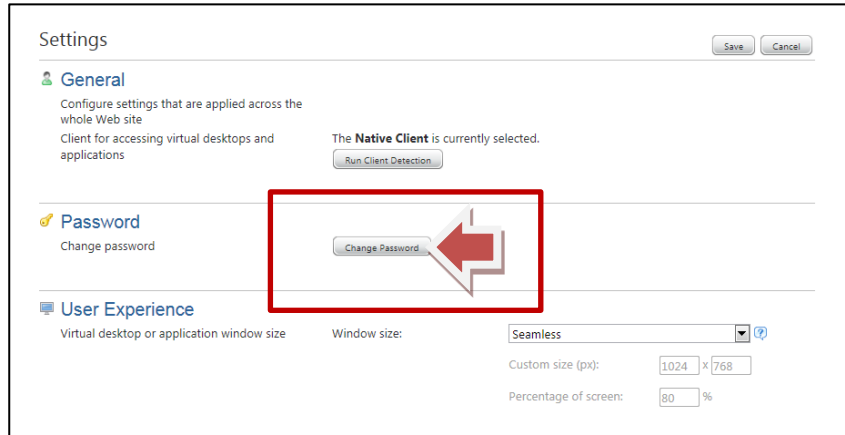 Settings
Save Cancel
General
Configure settings that are applied across the
whole Web site
Client for accessing virtual desktops and
applications
The Native Client is currently selected.
Run Client Detection
Password
Change password
Change Password
User Experience
Virtual desktop or application window size
Window size:
Seamless
Custom size (px):
1024 x 768
Percentage of screen:
80 %